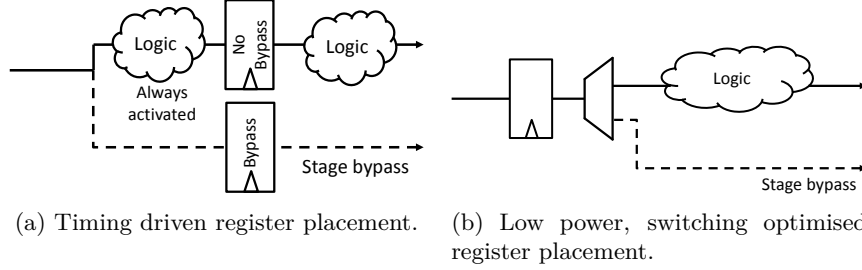 Logic
No
Bypass
Logic
Always
activated
Bypass
Stage bypass
(a) Timing driven register placement.
Logic
Stage bypass
(b) Low power, switching optimised
register placement.